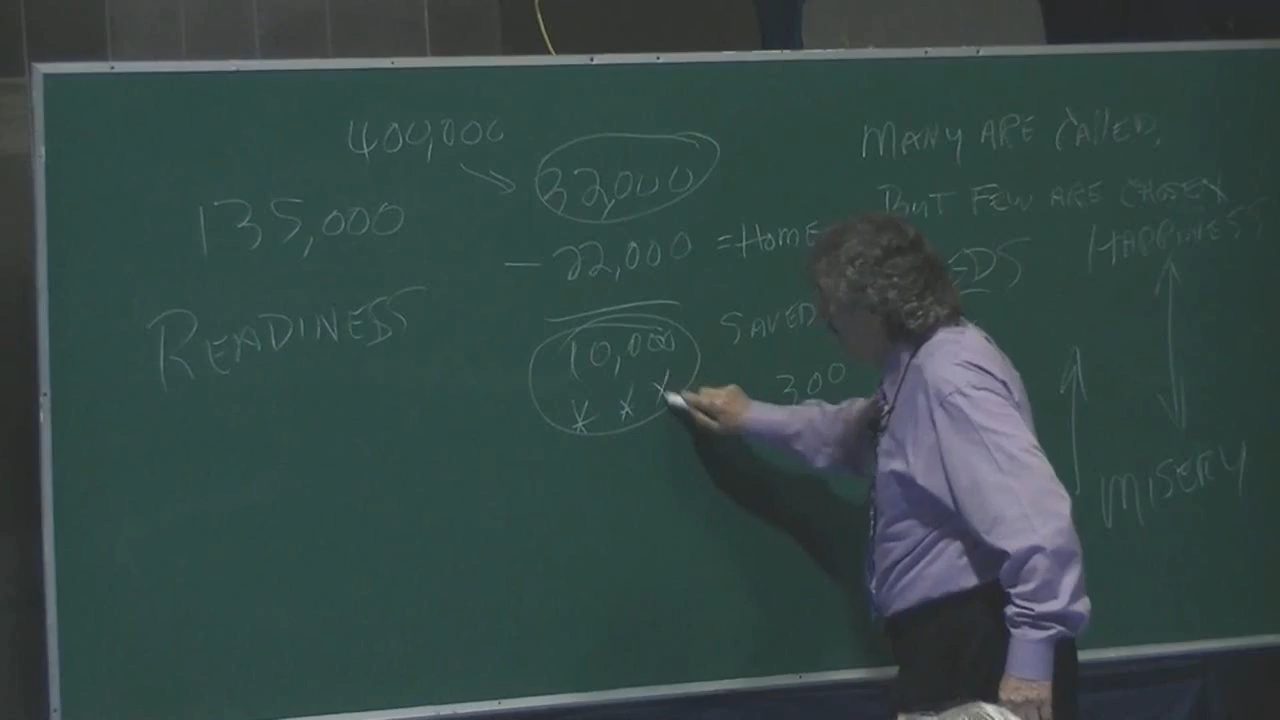 400,000
32,000
135,000
- 22,000 = Home
READINESS
10,000
SAVED
300
MANY ARE CALLED,
BUT FEW ARE CHOSEN
HAPPINESS
EDS
MISERY